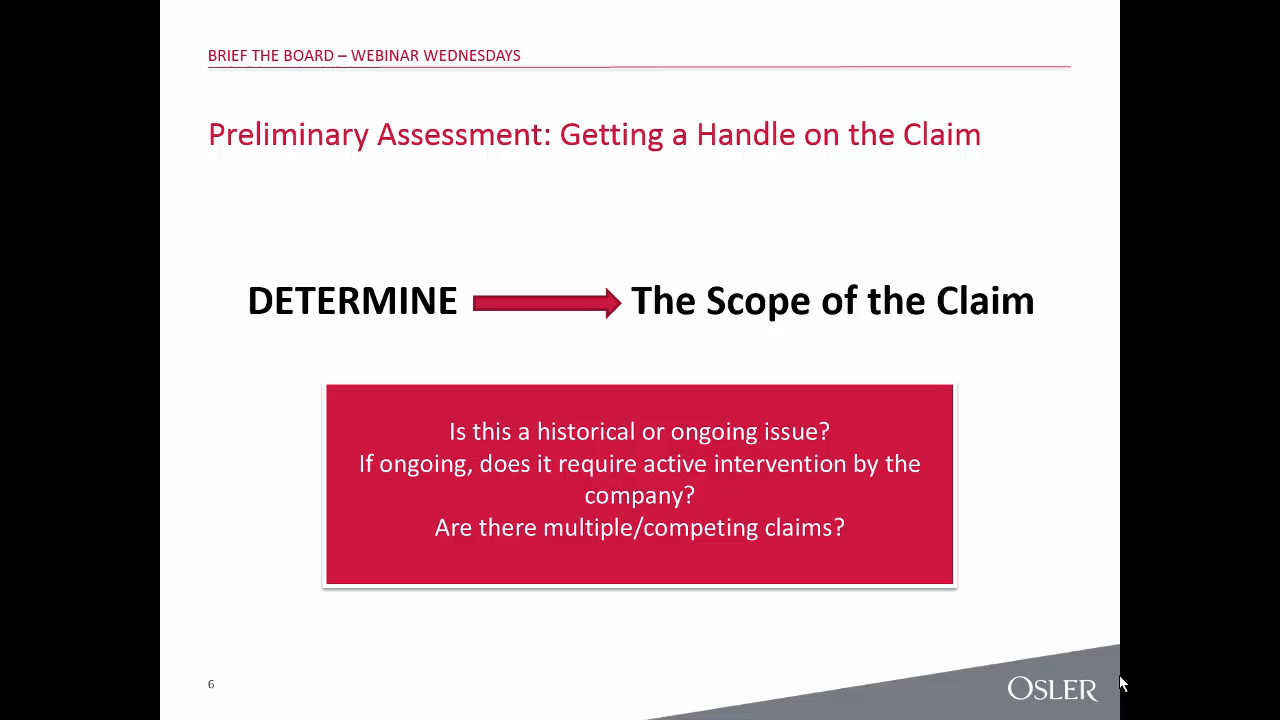 BRIEF THE BOARD – WEBINAR WEDNESDAYS
Preliminary Assessment: Getting a Handle on the Claim
DETERMINE The Scope of the Claim
Is this a historical or ongoing issue?
If ongoing, does it require active intervention by the
company?
Are there multiple/competing claims?
6
OSLER